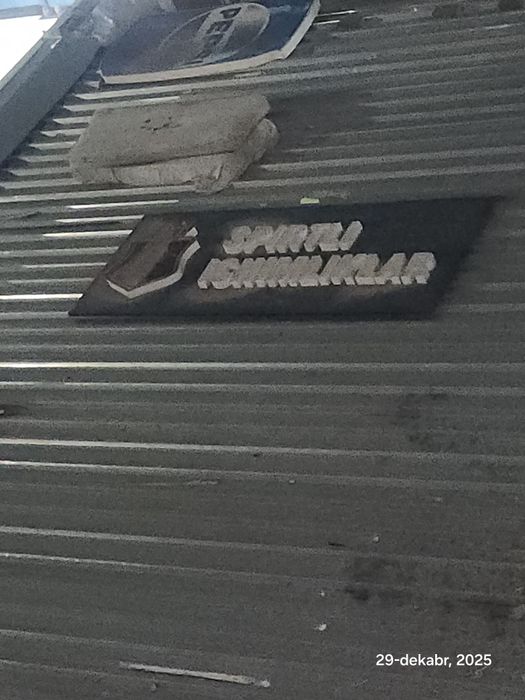 SPIRTLI
ICHIMLIKLAR
29-dekabr, 2025